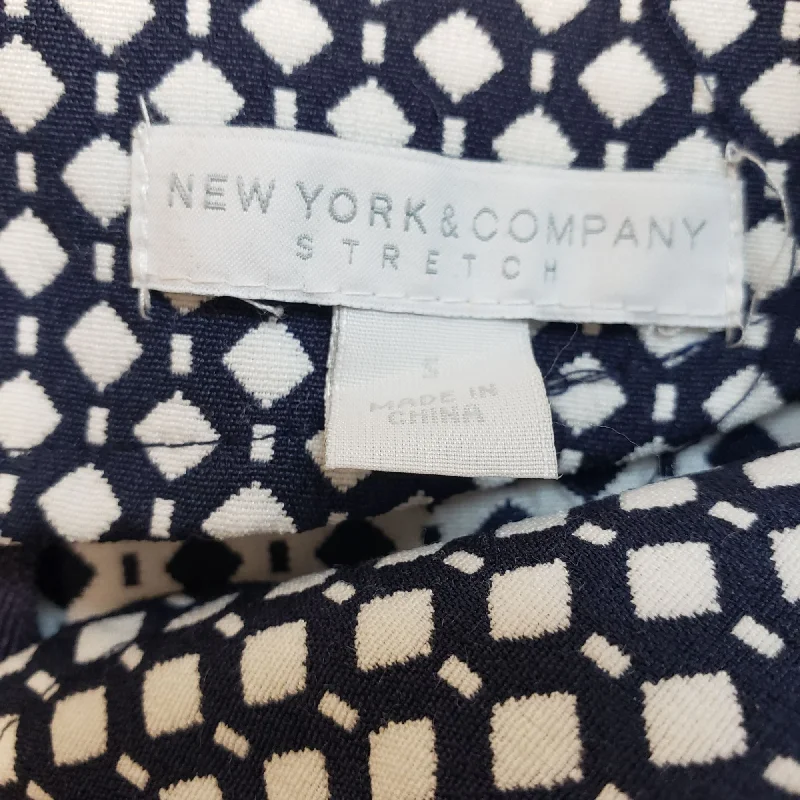 NEW YORK & COMPANY
STRETCH
S
MADE IN
CHINA